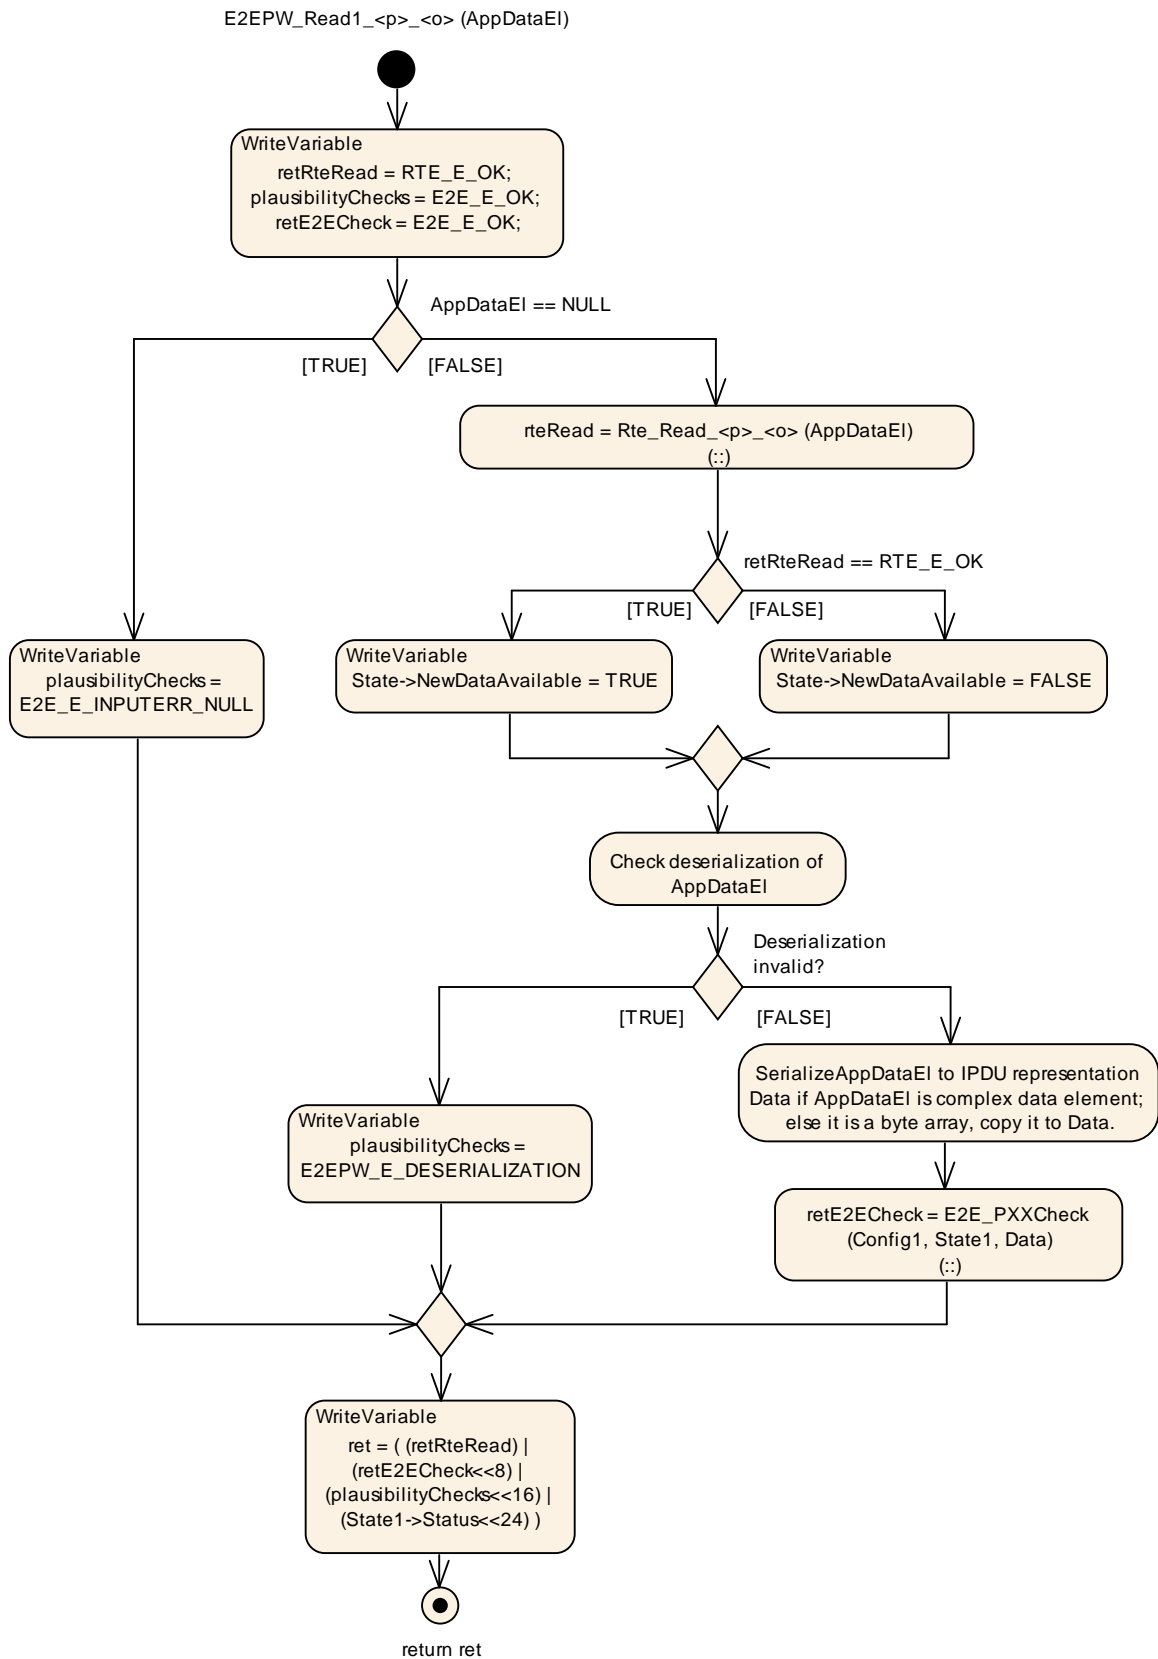 E2EPW_Read1_<p>_<o> (AppDataEl)
WriteVariable
retRteRead = RTE_E_OK;
plausibilityChecks = E2E_E_OK;
retE2ECheck = E2E_E_OK;
AppDataEl == NULL
[TRUE]
[FALSE]
rteRead = Rte_Read_<p>_<o> (AppDataEl)
(::)
retRteRead == RTE_E_OK
[TRUE]
[FALSE]
WriteVariable
plausibilityChecks =
E2E_E_INPUTERR_NULL
WriteVariable
State->NewDataAvailable = TRUE
WriteVariable
State->NewDataAvailable = FALSE
Check deserialization of
AppDataEl
Deserialization
invalid?
[TRUE]
[FALSE]
SerializeAppDataEl to IPDU representation
Data if AppDataEl is complex data element;
else it is a byte array, copy it to Data.
WriteVariable
plausibilityChecks =
E2EPW_E_DESERIALIZATION
retE2ECheck = E2E_PXXCheck
(Config1, State1, Data)
(::)
WriteVariable
ret = ( (retRteRead) |
(retE2ECheck<<8) |
(plausibilityChecks<<16) |
(State1->Status<<24) )
return ret